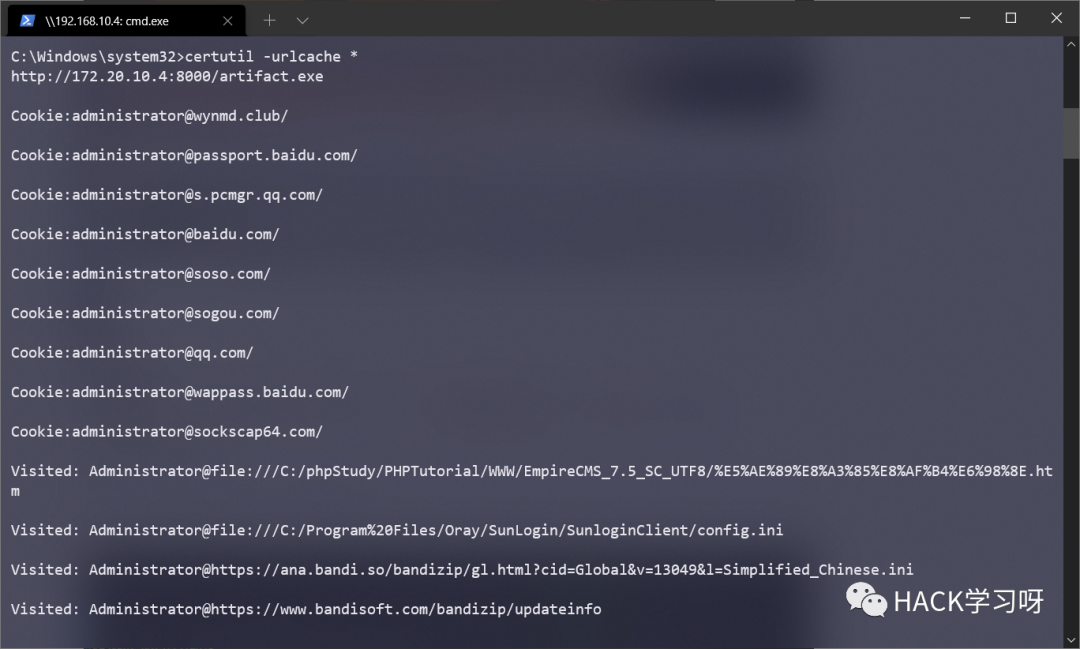 \\192.168.10.4: cmd.exe
C:\Windows\system32>certutil -urlcache *
http://172.20.10.4:8000/artifact.exe
Cookie:administrator@wynmd.club/
Cookie:administrator@passport.baidu.com/
Cookie:administrator@s.pcmgr.qq.com/
Cookie:administrator@baidu.com/
Cookie:administrator@soso.com/
Cookie:administrator@sogou.com/
Cookie:administrator@qq.com/
Cookie:administrator@wappass.baidu.com/
Cookie:administrator@sockscap64.com/
Visited: Administrator@file:///C:/phpStudy/PHPTutorial/WWW/EmpireCMS_7.5_SC_UTF8/%E5%AE%89%E8%A3%85%E8%AF%B4%E6%98%8E.ht
m
Visited: Administrator@file:///C:/Program%20Files/Oray/SunLogin/SunloginClient/config.ini
Visited: Administrator@https://ana.bandi.so/bandizip/gl.html?cid=Global&v=13049&l=Simplified_Chinese.ini
Visited: Administrator@https://www.bandisoft.com/bandizip/updateinfo
HACK学习呀